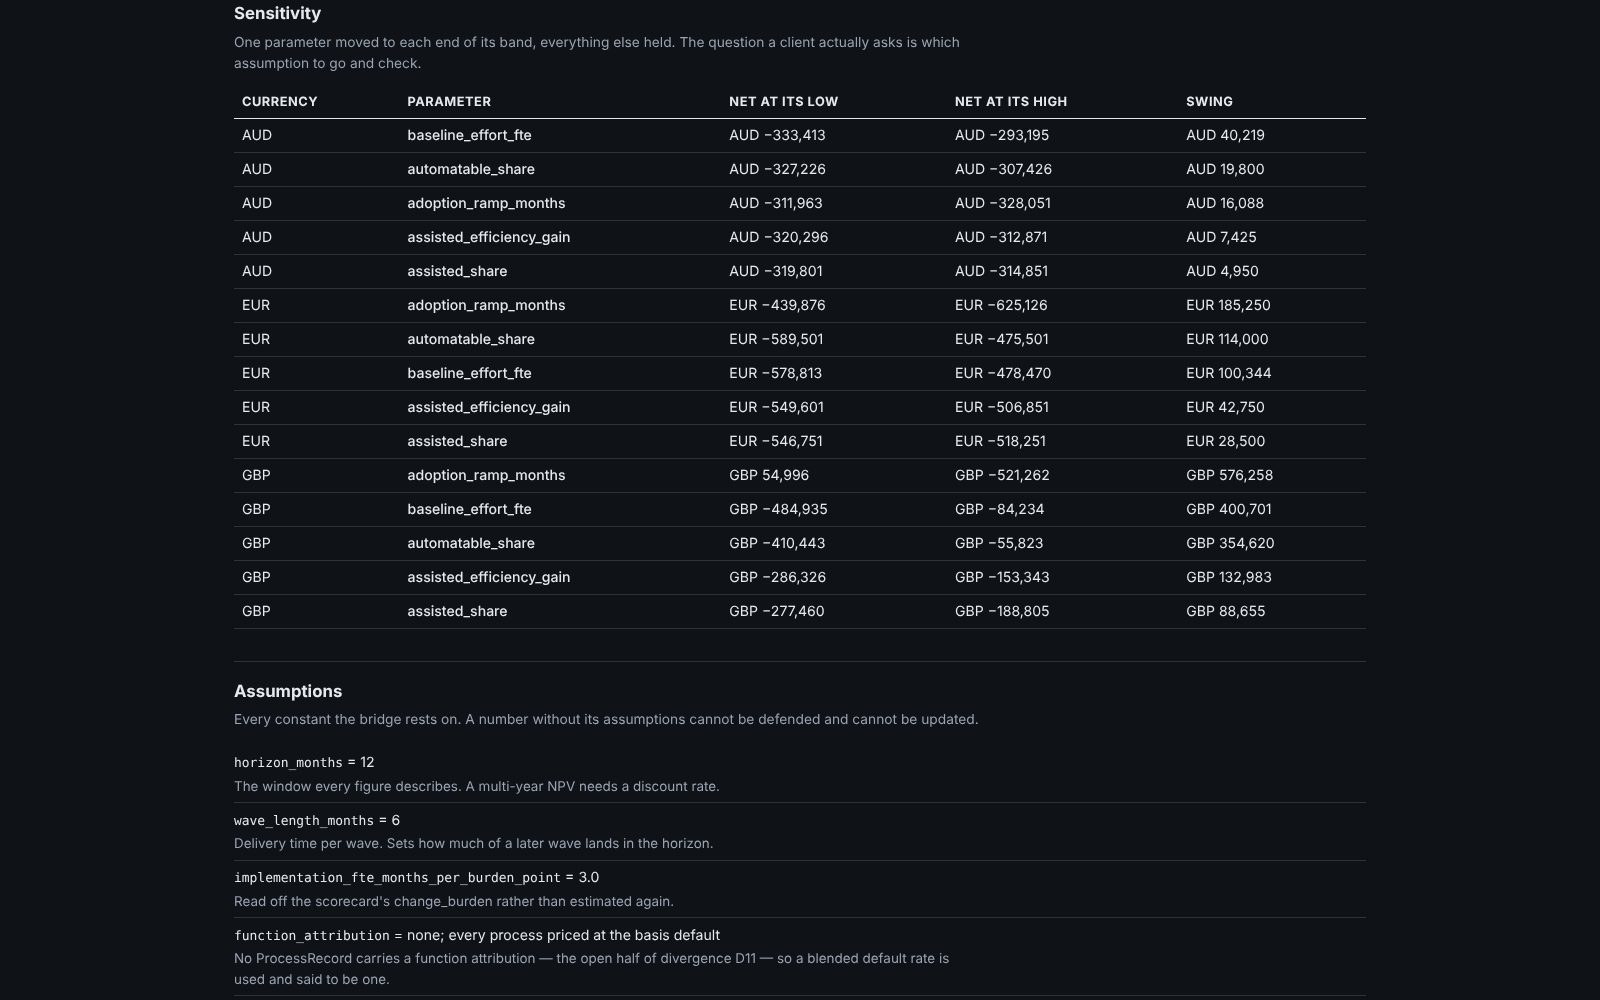 Sensitivity
One parameter moved to each end of its band, everything else held. The question a client actually asks is which
assumption to go and check.
CURRENCY PARAMETER NET AT ITS LOW NET AT ITS HIGH SWING
AUD baseline_effort_fte AUD −333,413 AUD −293,195 AUD 40,219
AUD automatable_share AUD −327,226 AUD −307,426 AUD 19,800
AUD adoption_ramp_months AUD −311,963 AUD −328,051 AUD 16,088
AUD assisted_efficiency_gain AUD −320,296 AUD −312,871 AUD 7,425
AUD assisted_share AUD −319,801 AUD −314,851 AUD 4,950
EUR adoption_ramp_months EUR −439,876 EUR −625,126 EUR 185,250
EUR automatable_share EUR −589,501 EUR −475,501 EUR 114,000
EUR baseline_effort_fte EUR −578,813 EUR −478,470 EUR 100,344
EUR assisted_efficiency_gain EUR −549,601 EUR −506,851 EUR 42,750
EUR assisted_share EUR −546,751 EUR −518,251 EUR 28,500
GBP adoption_ramp_months GBP 54,996 GBP −521,262 GBP 576,258
GBP baseline_effort_fte GBP −484,935 GBP −84,234 GBP 400,701
GBP automatable_share GBP −410,443 GBP −55,823 GBP 354,620
GBP assisted_efficiency_gain GBP −286,326 GBP −153,343 GBP 132,983
GBP assisted_share GBP −277,460 GBP −188,805 GBP 88,655
Assumptions
Every constant the bridge rests on. A number without its assumptions cannot be defended and cannot be updated.
horizon_months = 12
The window every figure describes. A multi-year NPV needs a discount rate.
wave_length_months = 6
Delivery time per wave. Sets how much of a later wave lands in the horizon.
implementation_fte_months_per_burden_point = 3.0
Read off the scorecard's change_burden rather than estimated again.
function_attribution = none; every process priced at the basis default
No ProcessRecord carries a function attribution — the open half of divergence D11 — so a blended default rate is
used and said to be one.